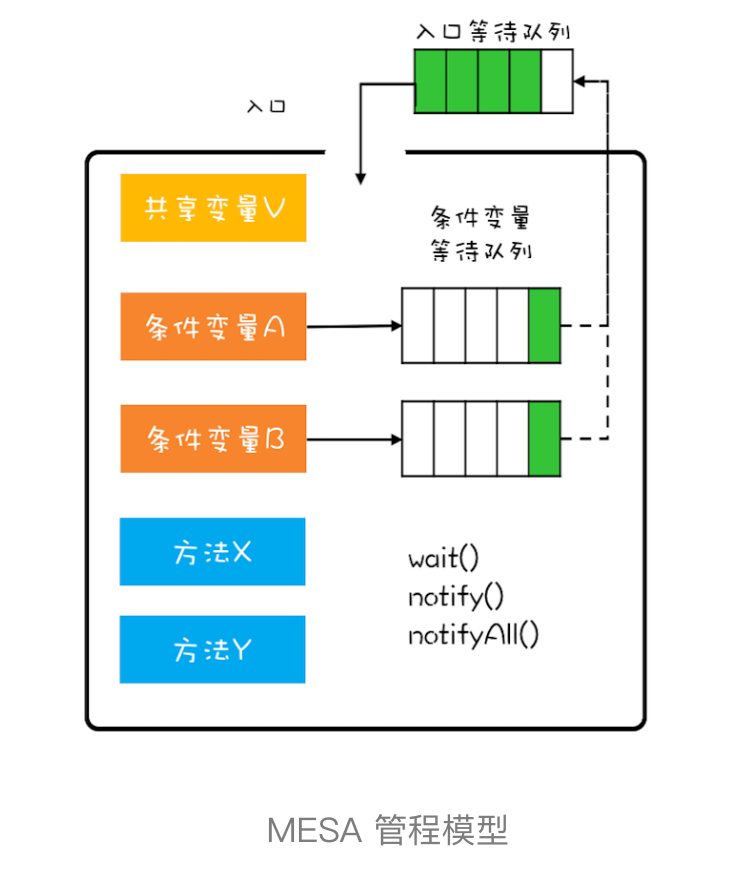 入口等待队列
入口
共享变量V
条件变量
等待队列
条件变量A
条件变量B
方法X
wait()
notify()
notifyAll()
方法Y
MESA 管程模型